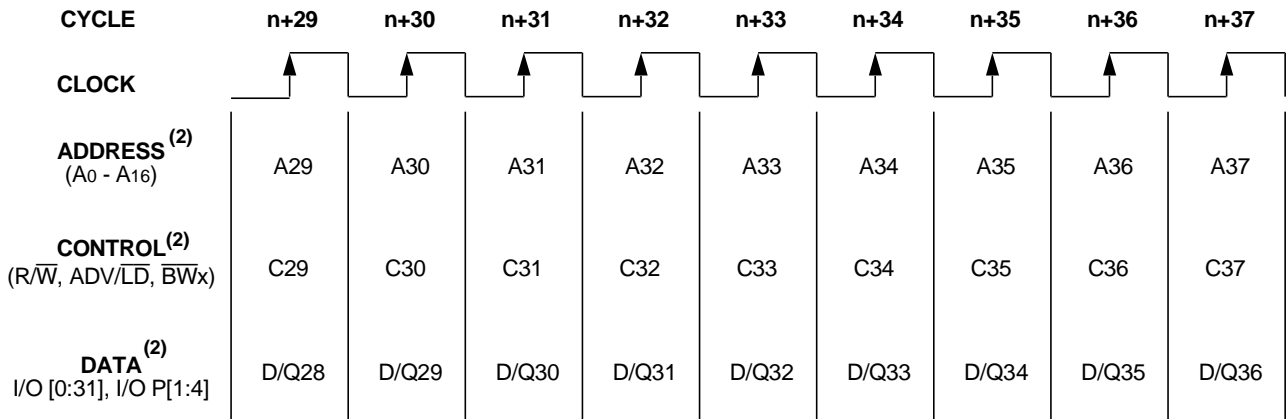 CYCLE n+29 n+30 n+31 n+32 n+33 n+34 n+35 n+36 n+37
CLOCK
ADDRESS (2)
(A0 - A16) A29 A30 A31 A32 A33 A34 A35 A36 A37
CONTROL(2)
(R/W̅, ADV/L̅D̅, B̅W̅x) C29 C30 C31 C32 C33 C34 C35 C36 C37
DATA(2)
I/O [0:31], I/O P[1:4] D/Q28 D/Q29 D/Q30 D/Q31 D/Q32 D/Q33 D/Q34 D/Q35 D/Q36